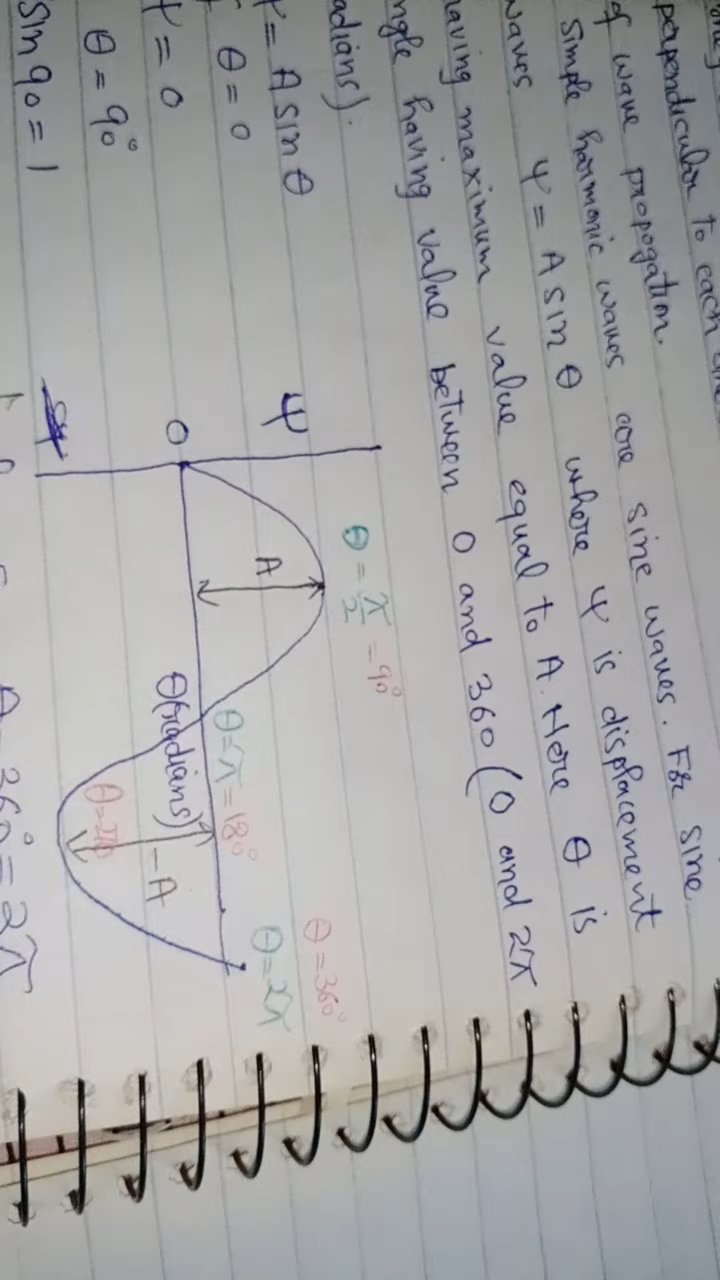 perpendicular to each
of wave propogation.
Simple harmonic waves are sine waves. For sine
waves Ψ = A sin θ where Ψ is displacement
having maximum value equal to A. Here θ is
angle having value between 0 and 360 (0 and 2π
radians).
Ψ = A sin θ
θ = 0
Ψ = 0
θ = 90°
sin 90 = 1
Ψ
θ = π/2 = 90°
A
O
θ = π = 180°
θ (radians)
-A
θ = 360°
θ = 2π
θ = 360° = 2π